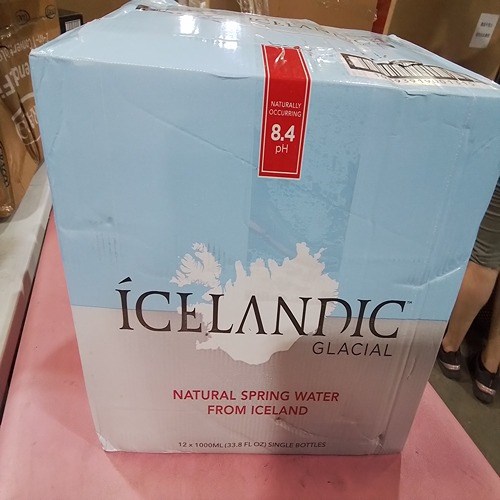 NATURALLY
OCCURRING
8.4
pH
ÍCELANDIC™
GLACIAL
NATURAL SPRING WATER
FROM ICELAND
12 x 1000ML (33.8 FL OZ) SINGLE BOTTLES